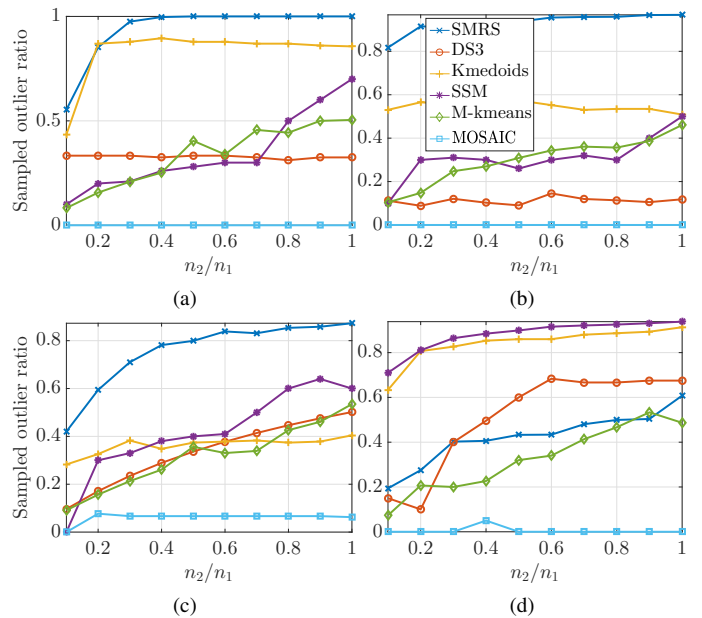 Sampled outlier ratio
1
0.5
0
0.2 0.4 0.6 0.8 1
n₂/n₁
(a)
0.8
0.6
0.4
0.2
0
SMRS
DS3
Kmedoids
SSM
M-kmeans
MOSAIC
0.2 0.4 0.6 0.8 1
n₂/n₁
(b)
Sampled outlier ratio
0.8
0.6
0.4
0.2
0
0.2 0.4 0.6 0.8 1
n₂/n₁
(c)
0.8
0.6
0.4
0.2
0
0.2 0.4 0.6 0.8 1
n₂/n₁
(d)